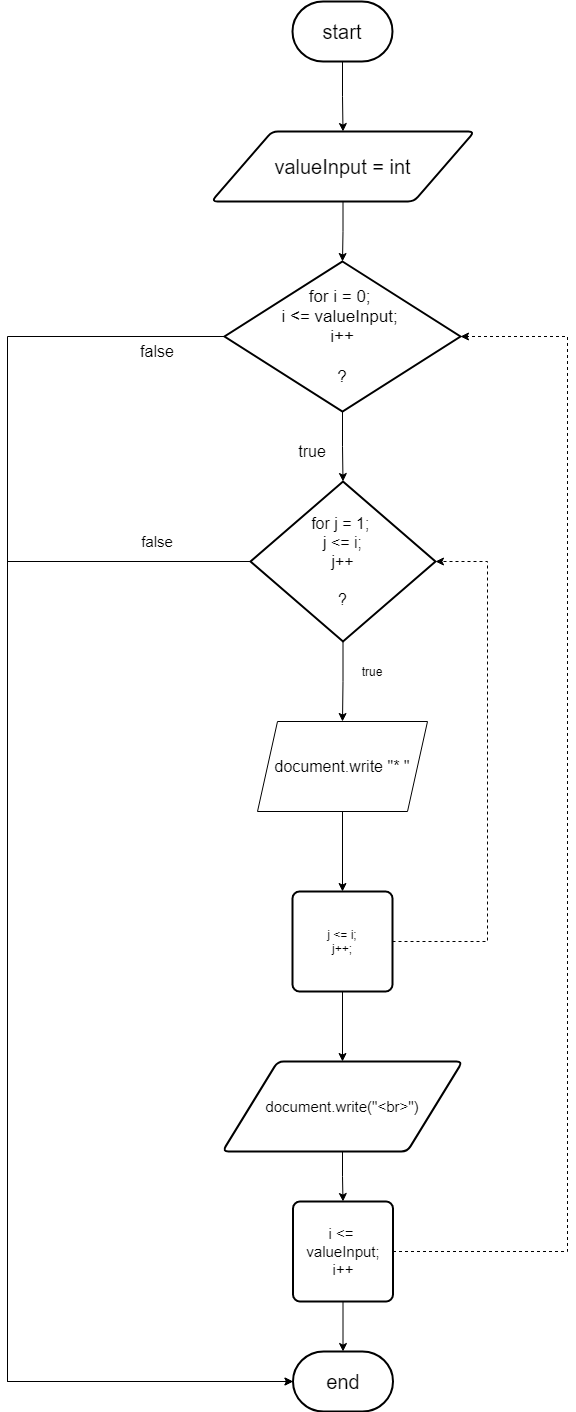 start
valueInput = int
for i = 0;
i <= valueInput;
i++
?
false
true
for j = 1;
j <= i;
j++
?
false
true
document.write "* "
j <= i;
j++;
document.write("<br>")
i <=
valueInput;
i++
end